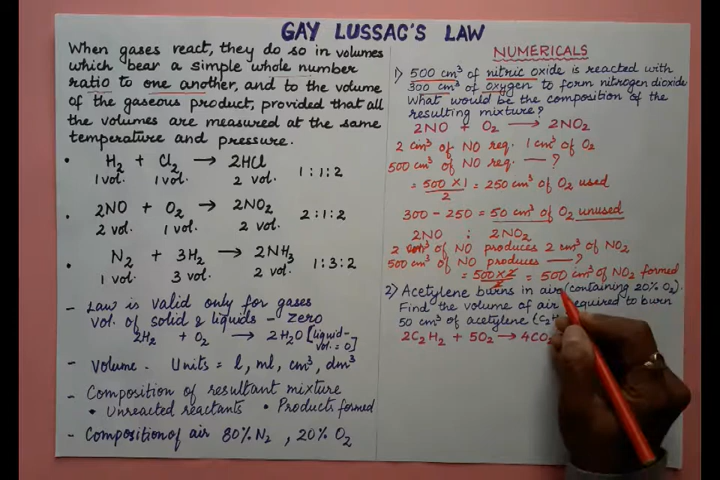 GAY LUSSAC'S LAW
When gases react, they do so in volumes
which bear a simple whole number
ratio to one another, and to the volume
of the gaseous product, provided that all
the volumes are measured at the same
temperature and pressure.
• H₂ + Cl₂ → 2HCl 1:1:2
1 vol. 1 vol. 2 vol.
• 2NO + O₂ → 2NO₂ 2:1:2
2 vol. 1 vol. 2 vol.
• N₂ + 3H₂ → 2NH₃ 1:3:2
1 vol. 3 vol. 2 vol.
- Law is valid only for gases
Vol. of solid & liquids - zero
2H₂ + O₂ → 2H₂O [liquid- vol. = 0]
- Volume. Units = l, ml, cm³, dm³
- Composition of resultant mixture
• Unreacted reactants • Products formed
- Composition of air 80% N₂, 20% O₂
NUMERICALS
1) 500 cm³ of nitric oxide is reacted with
300 cm³ of oxygen to form nitrogen dioxide
What would be the composition of the
resulting mixture?
2NO + O₂ → 2NO₂
2 cm³ of NO req. 1 cm³ of O₂
500 cm³ of NO req. — ?
= 500 × 1 / 2 = 250 cm³ of O₂ used
300 - 250 = 50 cm³ of O₂ unused
2NO : 2NO₂
2 cm³ of NO produces 2 cm³ of NO₂
500 cm³ of NO produces — ?
= 500 × 2 / 2 = 500 cm³ of NO₂ formed
2) Acetylene burns in air (containing 20% O₂).
Find the volume of air required to burn
50 cm³ of acetylene (C₂H
2C₂H₂ + 5O₂ → 4CO₂